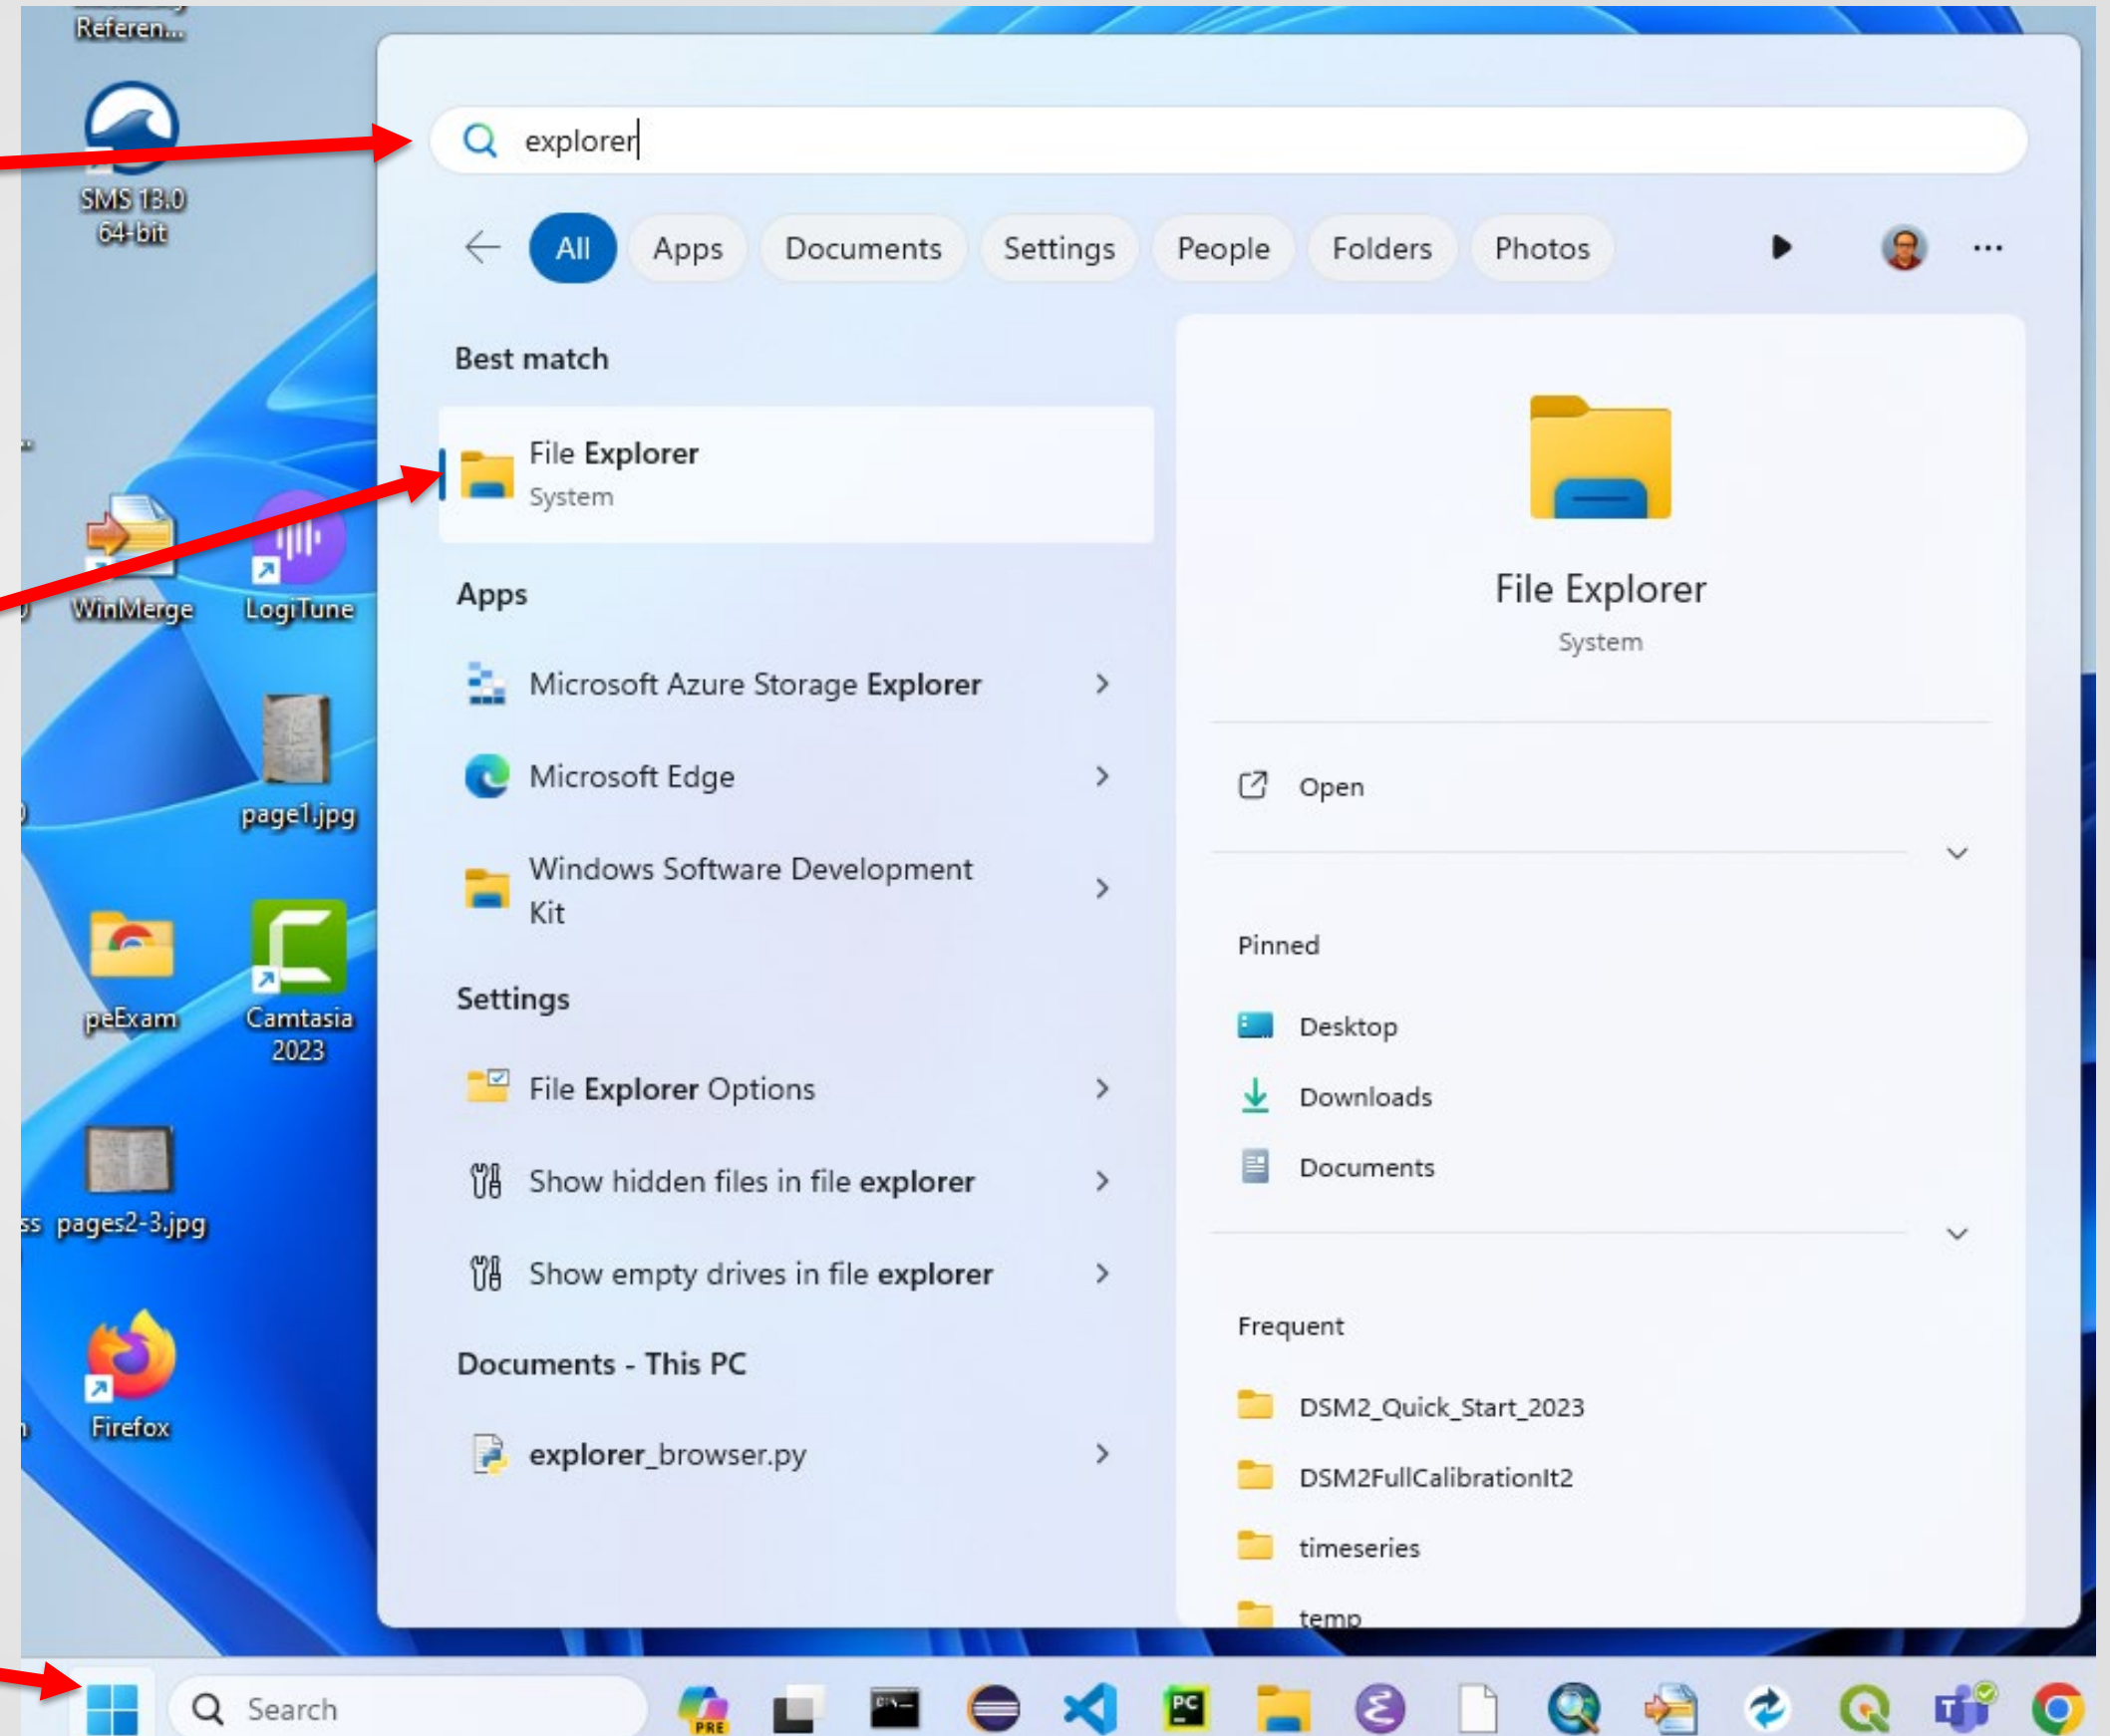 Referen...
SMS 13.0
64-bit
WinMerge
LogiTune
page1.jpg
peExam
Camtasia
2023
ss
pages2-3.jpg
Firefox
explorer
All
Apps
Documents
Settings
People
Folders
Photos
Best match
File Explorer
System
Apps
Microsoft Azure Storage Explorer
Microsoft Edge
Windows Software Development
Kit
Settings
File Explorer Options
Show hidden files in file explorer
Show empty drives in file explorer
Documents - This PC
explorer_browser.py
File Explorer
System
Open
Pinned
Desktop
Downloads
Documents
Frequent
DSM2_Quick_Start_2023
DSM2FullCalibrationIt2
timeseries
temp
Search
PRE
PC